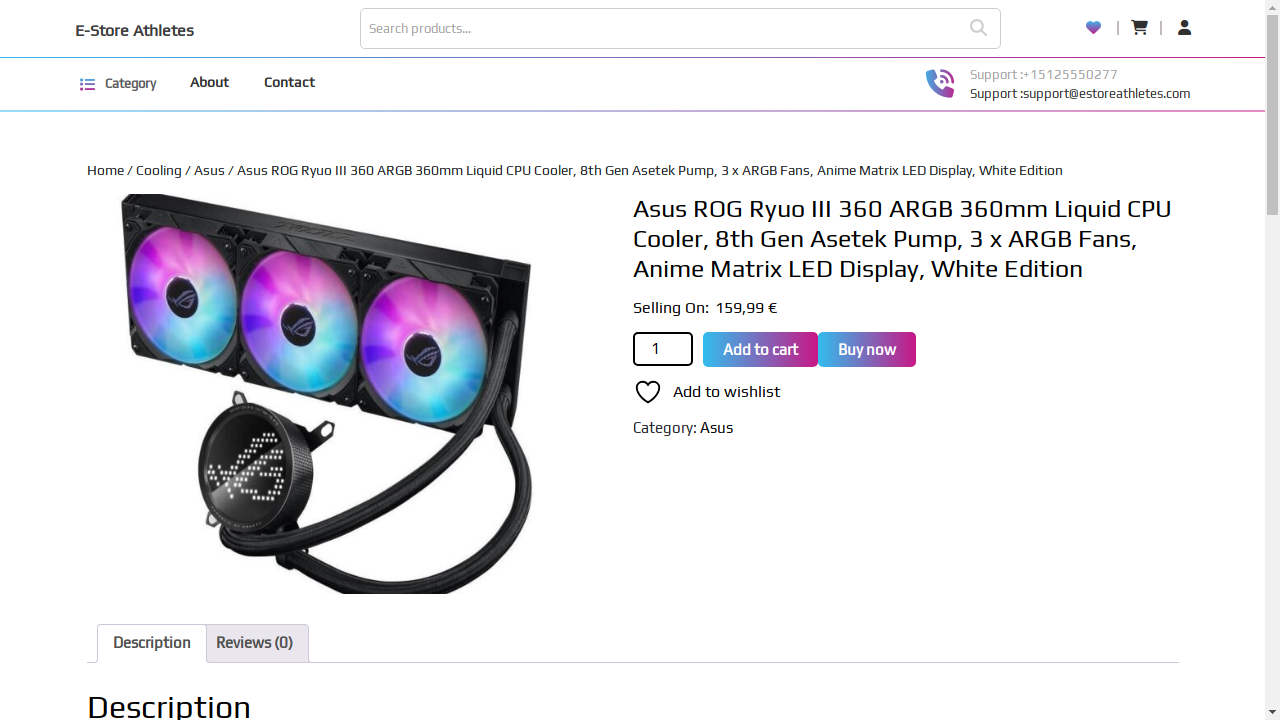 E-Store Athletes
Search products...
Category
About
Contact
Support :+15125550277
Support :support@estoreathletes.com
Home / Cooling / Asus / Asus ROG Ryuo III 360 ARGB 360mm Liquid CPU Cooler, 8th Gen Asetek Pump, 3 x ARGB Fans, Anime Matrix LED Display, White Edition
Asus ROG Ryuo III 360 ARGB 360mm Liquid CPU
Cooler, 8th Gen Asetek Pump, 3 x ARGB Fans,
Anime Matrix LED Display, White Edition
Selling On: 159,99 €
1
Add to cart
Buy now
Add to wishlist
Category: Asus
Description
Reviews (0)
Description